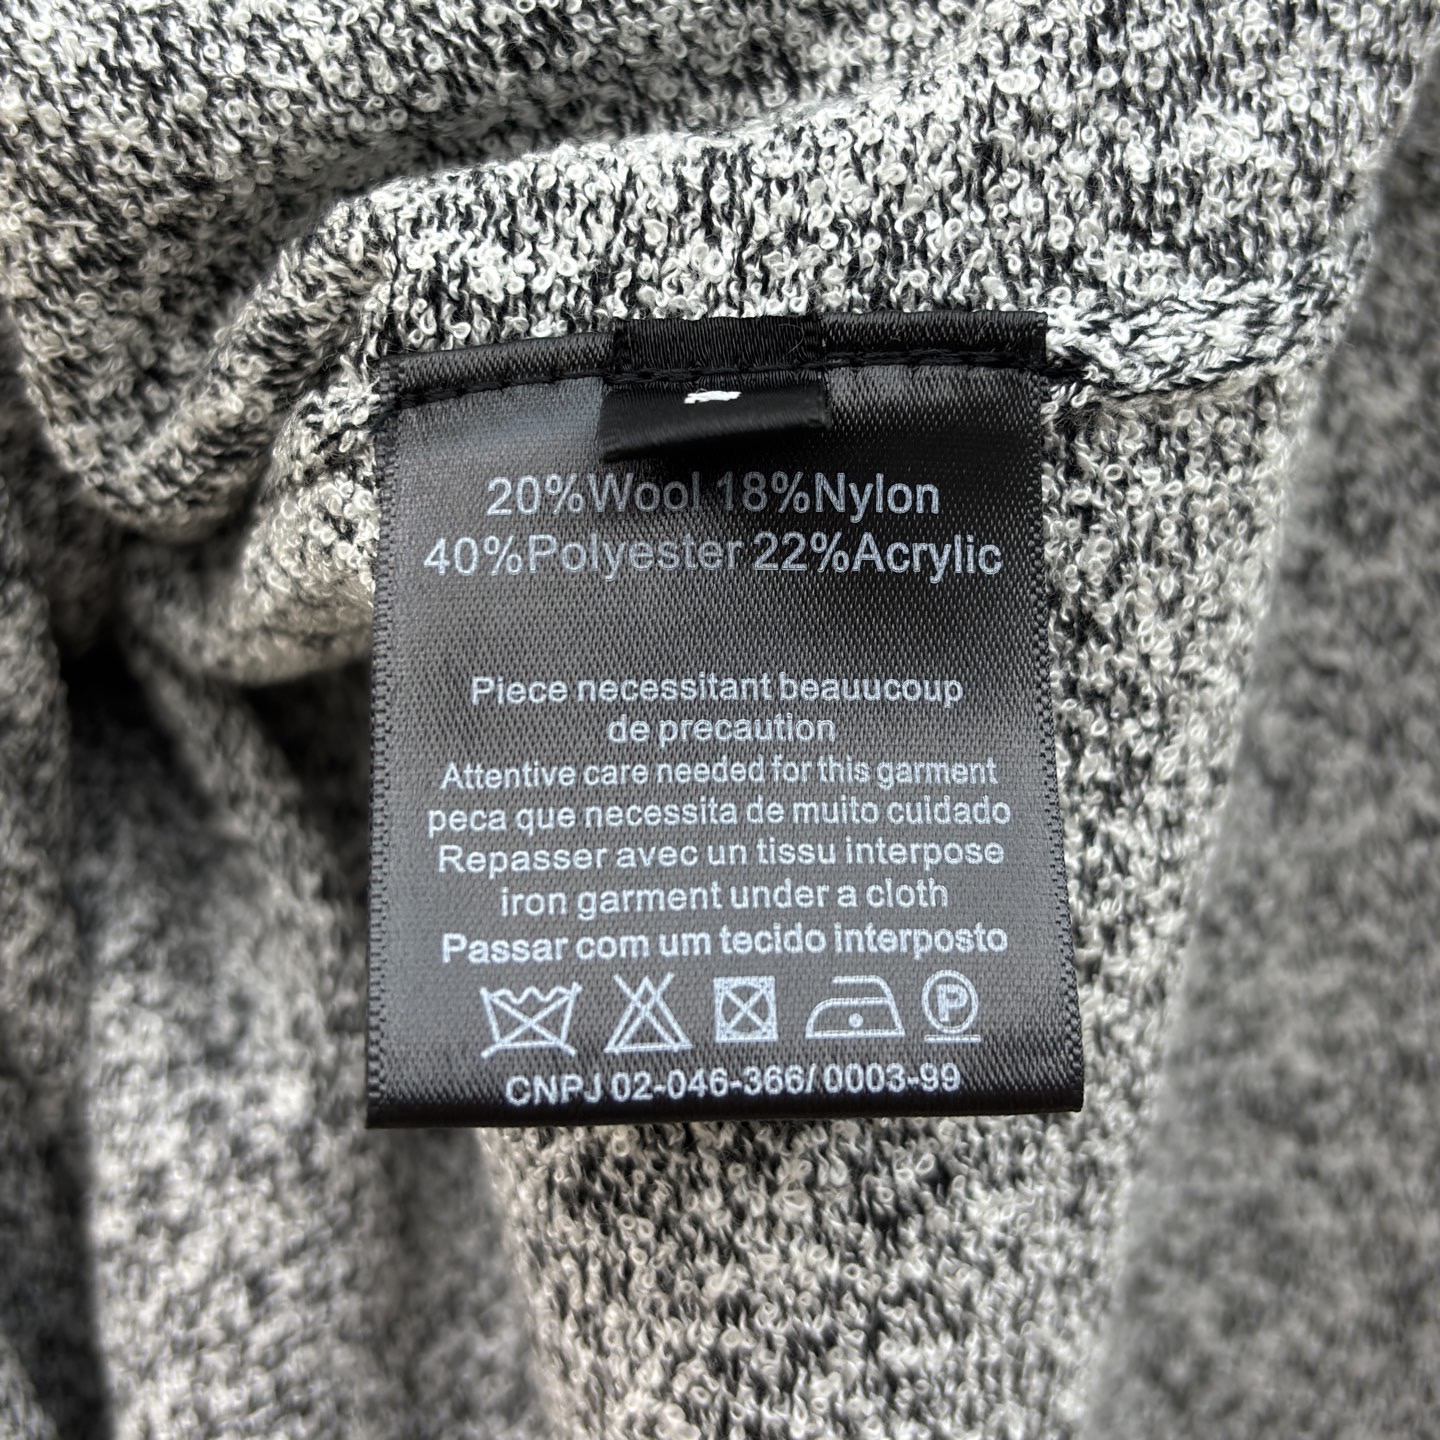 20%Wool 18%Nylon
40%Polyester 22%Acrylic
Piece necessitant beauucoup
de precaution
Attentive care needed for this garment
peca que necessita de muito cuidado
Repasser avec un tissu interpose
iron garment under a cloth
Passar com um tecido interposto
P
CNPJ 02-046-366/0003-99